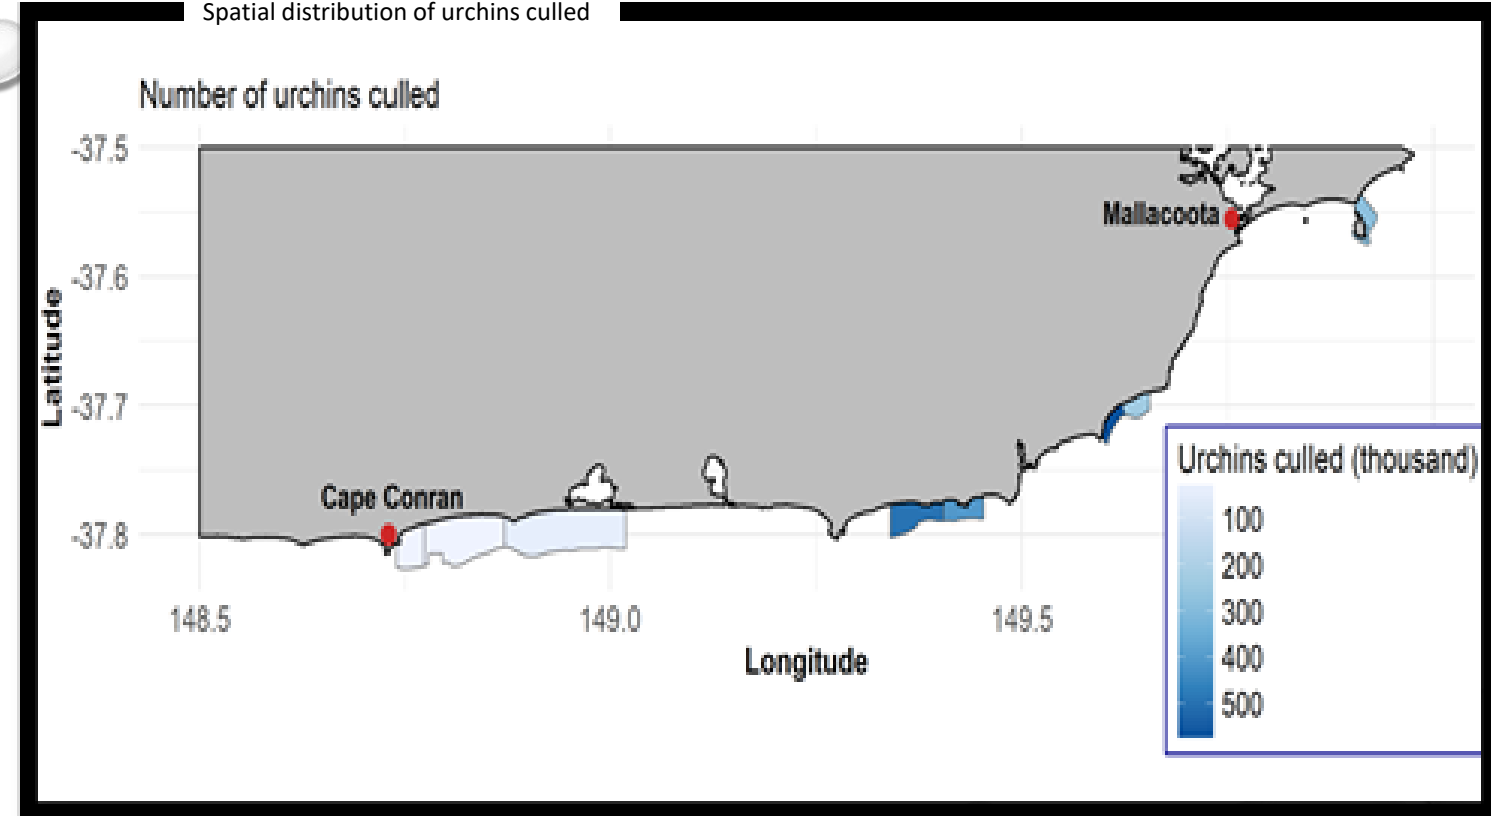 Spatial distribution of urchins culled
Number of urchins culled
-37.5
Mallacoota
-37.6
Latitude
-37.7
Urchins culled (thousand)
Cape Conran
100
-37.8
200
148.5
149.0
149.5
300
Longitude
400
500